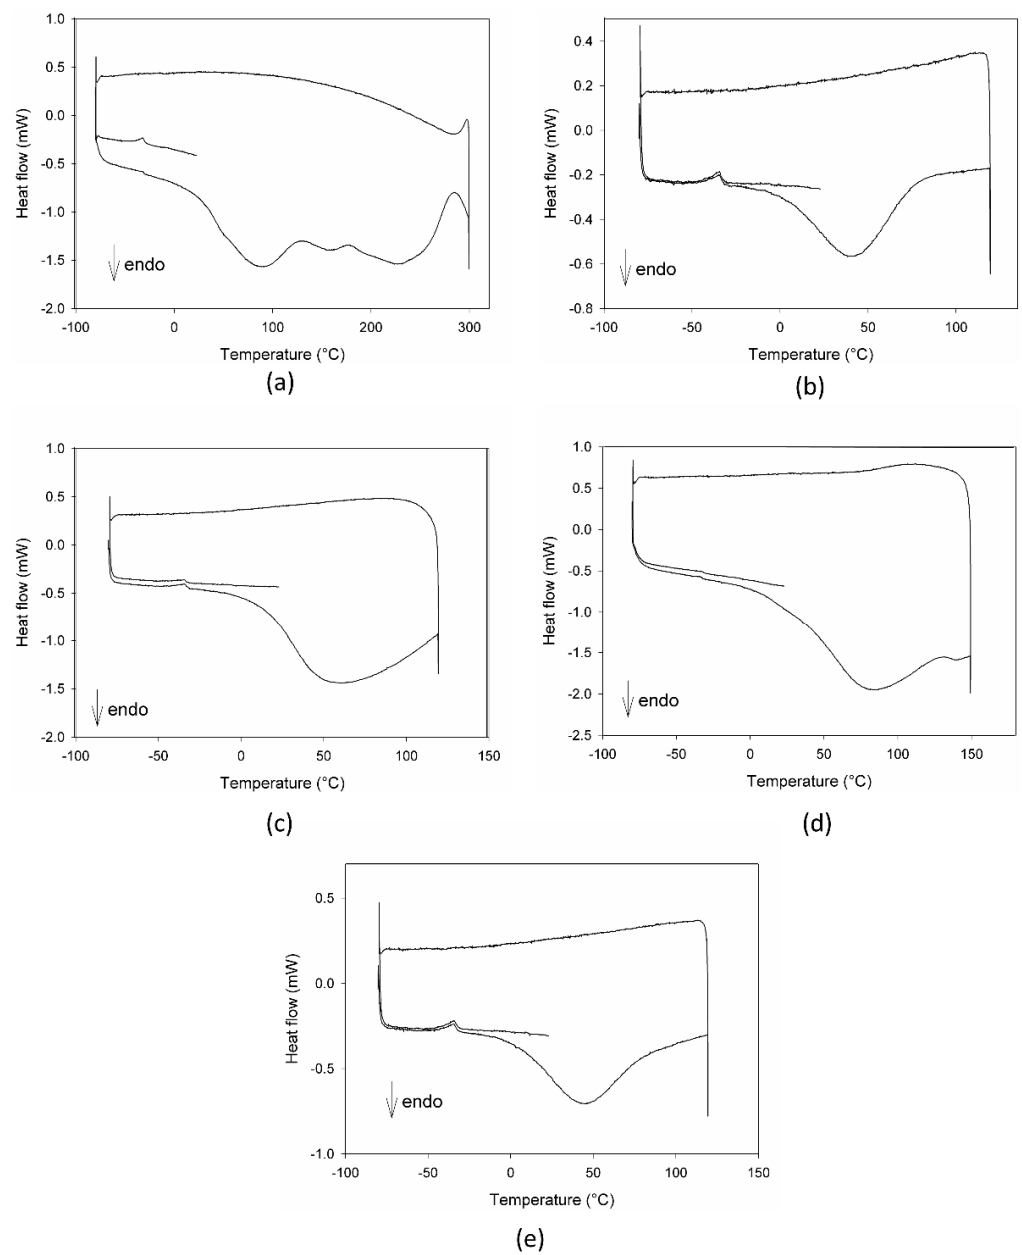 1.0
0.5
0.0
-0.5
-1.0
-1.5
-2.0
Heat flow (mW)
endo
-100 0 100 200 300
Temperature (°C)
(a)
0.4
0.2
0.0
-0.2
-0.4
-0.6
-0.8
Heat flow (mW)
endo
-100 -50 0 50 100
Temperature (°C)
(b)
1.0
0.5
0.0
-0.5
-1.0
-1.5
-2.0
Heat flow (mW)
endo
-100 -50 0 50 100 150
Temperature (°C)
(c)
1.0
0.5
0.0
-0.5
-1.0
-1.5
-2.0
-2.5
Heat flow (mW)
endo
-100 -50 0 50 100 150
Temperature (°C)
(d)
0.5
0.0
-0.5
-1.0
Heat flow (mW)
endo
-100 -50 0 50 100 150
Temperature (°C)
(e)